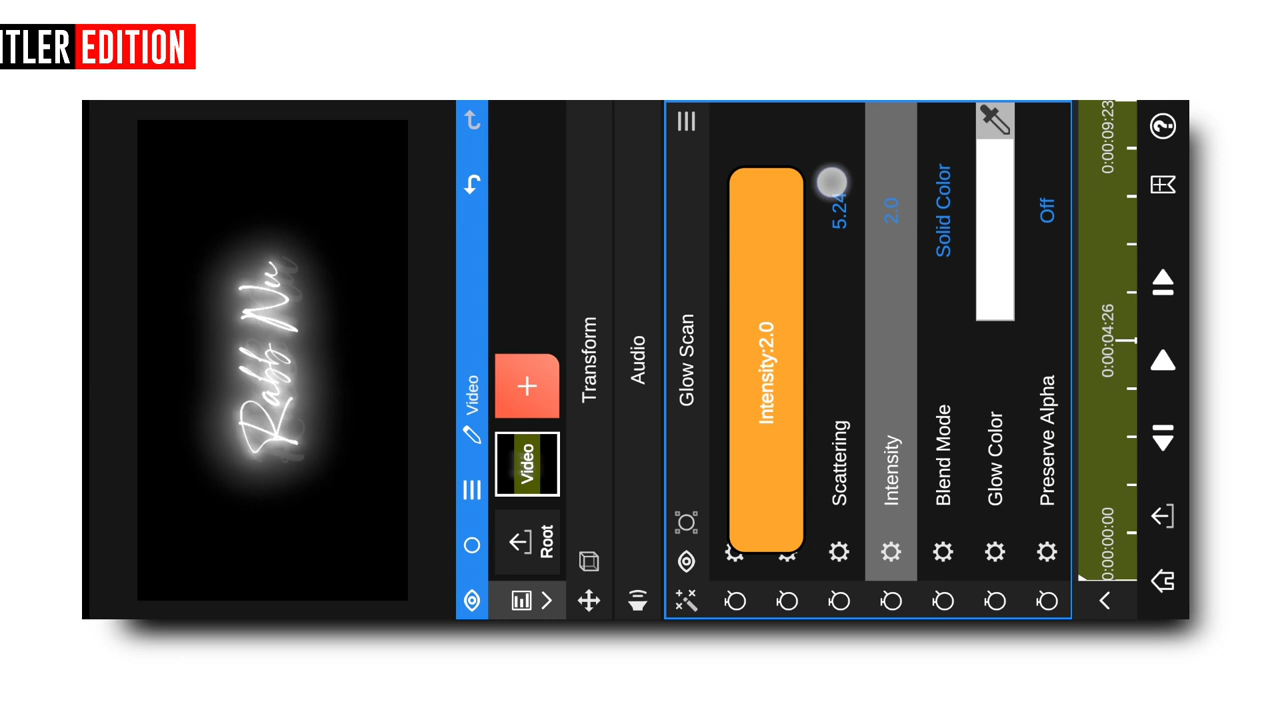 ITLER EDITION
Rabb Nu
Video
Root
Video
Transform
Audio
Glow Scan
Intensity:2.0
Scattering 5.24
Intensity 2.0
Blend Mode Solid Color
Glow Color
Preserve Alpha Off
0:00:00:00 0:00:04:26 0:00:09:23